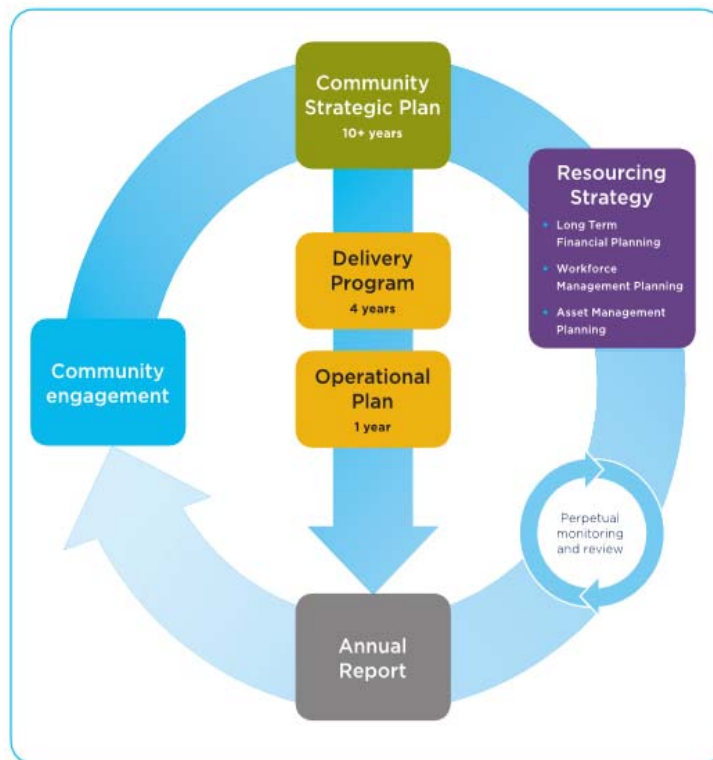 Community
Strategic Plan
10+ years
Resourcing
Strategy
• Long Term
Financial Planning
• Workforce
Management Planning
• Asset Management
Planning
Delivery
Program
4 years
Community
engagement
Operational
Plan
1 year
Perpetual
monitoring
and review
Annual
Report